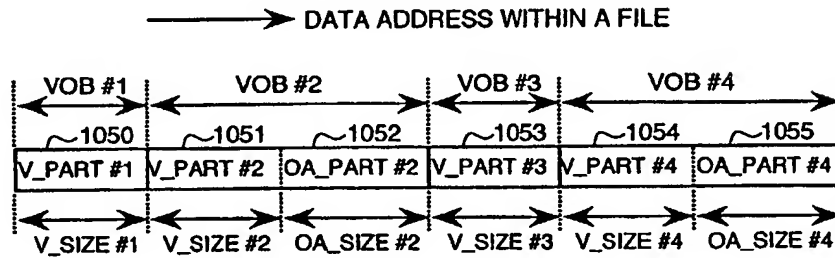 DATA ADDRESS WITHIN A FILE
VOB #1 VOB #2 VOB #3 VOB #4
1050 1051 1052 1053 1054 1055
V_PART #1 V_PART #2 OA_PART #2 V_PART #3 V_PART #4 OA_PART #4
V_SIZE #1 V_SIZE #2 OA_SIZE #2 V_SIZE #3 V_SIZE #4 OA_SIZE #4